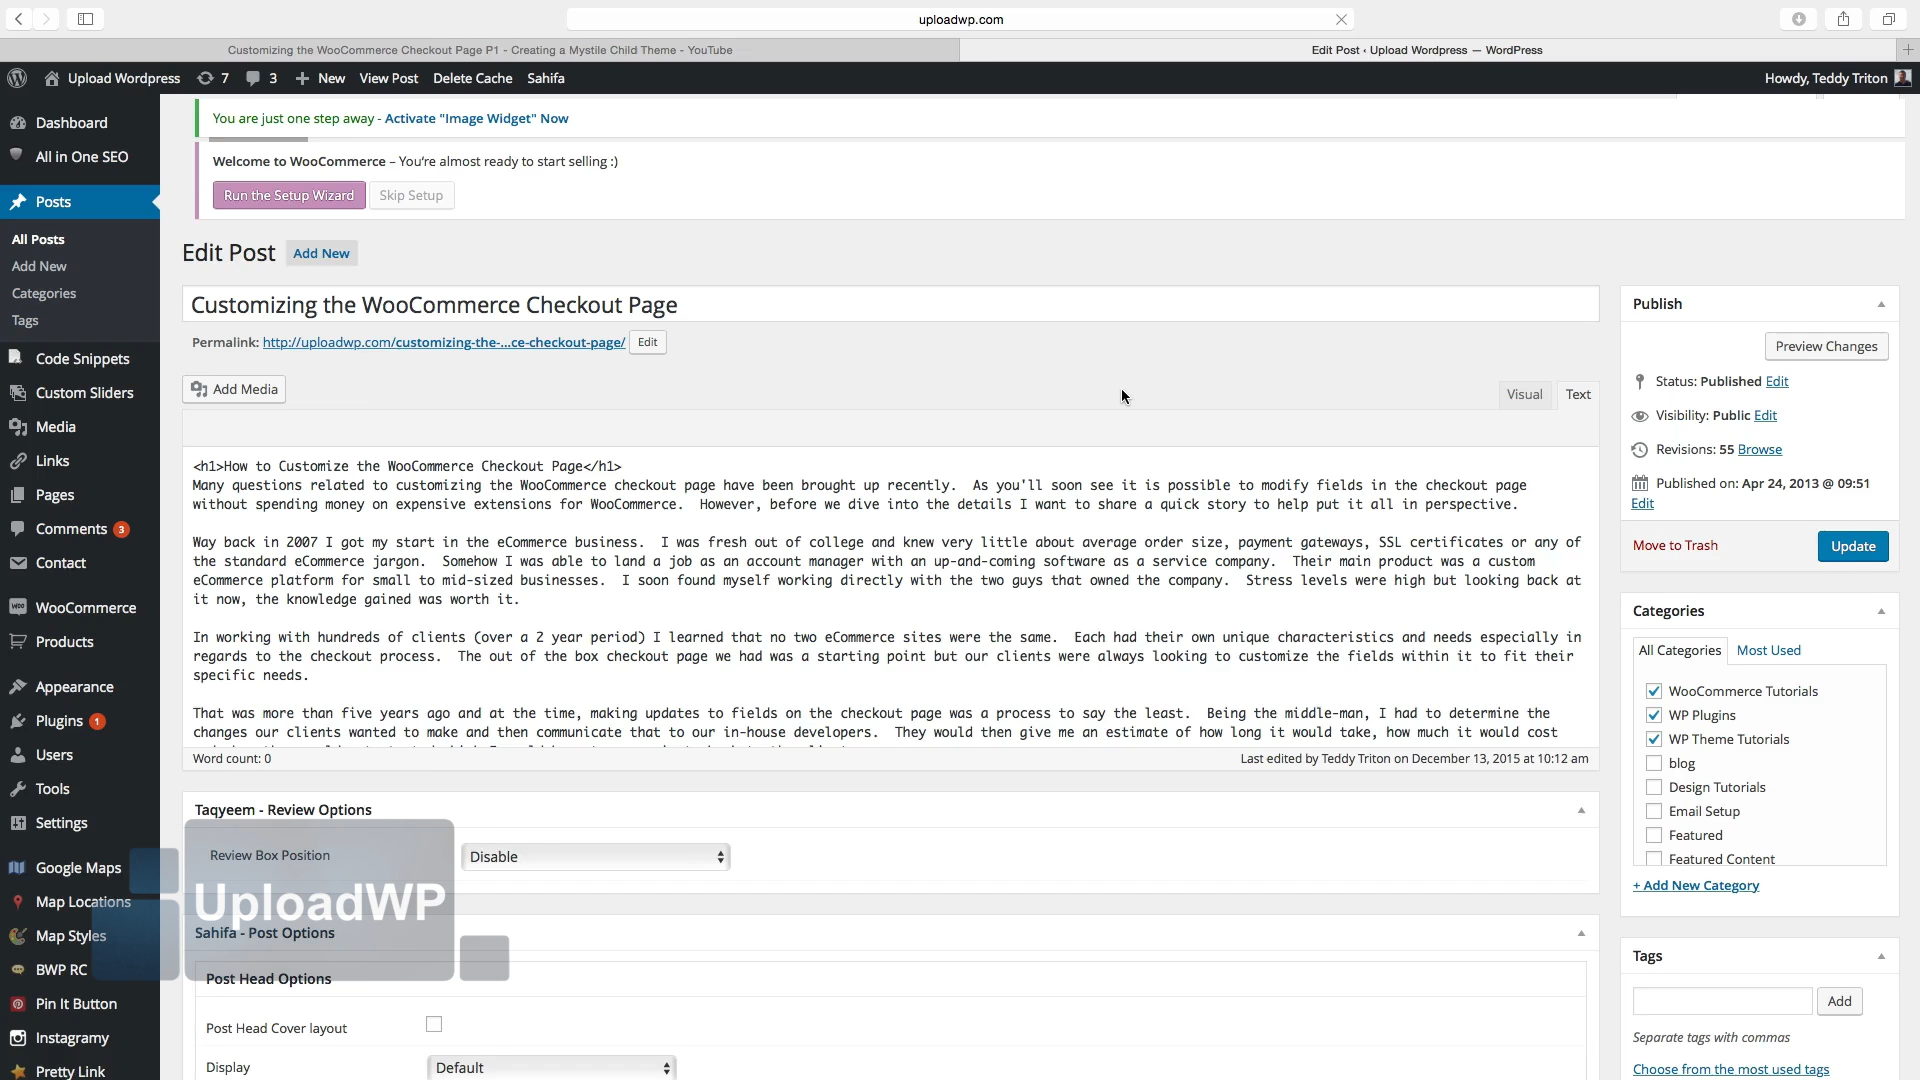 uploadwp.com
Customizing the WooCommerce Checkout Page P1 - Creating a Mystile Child Theme - YouTube
Edit Post ‹ Upload Wordpress — WordPress
Upload Wordpress 7 3 New View Post Delete Cache Sahifa
Howdy, Teddy Triton
Dashboard
All in One SEO
Posts
All Posts
Add New
Categories
Tags
Code Snippets
Custom Sliders
Media
Links
Pages
Comments 3
Contact
WooCommerce
Products
Appearance
Plugins 1
Users
Tools
Settings
Google Maps
Map Locations
Map Styles
BWP RC
Pin It Button
Instagramy
Pretty Link
You are just one step away - Activate "Image Widget" Now
Welcome to WooCommerce – You're almost ready to start selling :)
Run the Setup Wizard Skip Setup
Edit Post Add New
Customizing the WooCommerce Checkout Page
Permalink: http://uploadwp.com/customizing-the-...ce-checkout-page/ Edit
Add Media
Visual Text
<h1>How to Customize the WooCommerce Checkout Page</h1>
Many questions related to customizing the WooCommerce checkout page have been brought up recently. As you'll soon see it is possible to modify fields in the checkout page
without spending money on expensive extensions for WooCommerce. However, before we dive into the details I want to share a quick story to help put it all in perspective.
Way back in 2007 I got my start in the eCommerce business. I was fresh out of college and knew very little about average order size, payment gateways, SSL certificates or any of
the standard eCommerce jargon. Somehow I was able to land a job as an account manager with an up-and-coming software as a service company. Their main product was a custom
eCommerce platform for small to mid-sized businesses. I soon found myself working directly with the two guys that owned the company. Stress levels were high but looking back at
it now, the knowledge gained was worth it.
In working with hundreds of clients (over a 2 year period) I learned that no two eCommerce sites were the same. Each had their own unique characteristics and needs especially in
regards to the checkout process. The out of the box checkout page we had was a starting point but our clients were always looking to customize the fields within it to fit their
specific needs.
That was more than five years ago and at the time, making updates to fields on the checkout page was a process to say the least. Being the middle-man, I had to determine the
changes our clients wanted to make and then communicate that to our in-house developers. They would then give me an estimate of how long it would take, how much it would cost
Word count: 0
Last edited by Teddy Triton on December 13, 2015 at 10:12 am
Taqyeem - Review Options
Review Box Position Disable
UploadWP
Sahifa - Post Options
Post Head Options
Post Head Cover layout
Display Default
Publish
Preview Changes
Status: Published Edit
Visibility: Public Edit
Revisions: 55 Browse
Published on: Apr 24, 2013 @ 09:51
Edit
Move to Trash Update
Categories
All Categories Most Used
WooCommerce Tutorials
WP Plugins
WP Theme Tutorials
blog
Design Tutorials
Email Setup
Featured
Featured Content
+ Add New Category
Tags
Add
Separate tags with commas
Choose from the most used tags